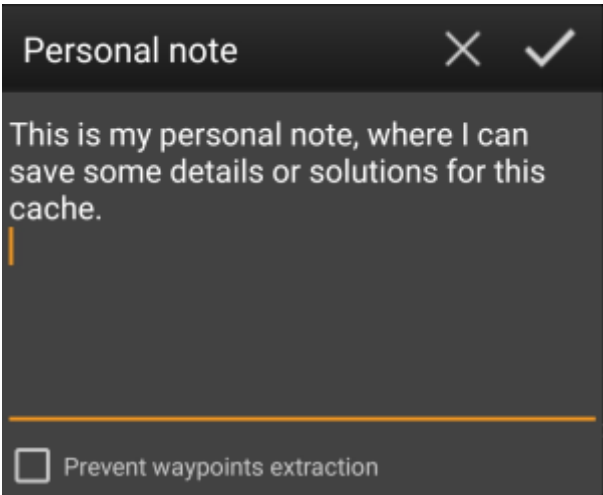 Personal note
This is my personal note, where I can
save some details or solutions for this
cache.
Prevent waypoints extraction